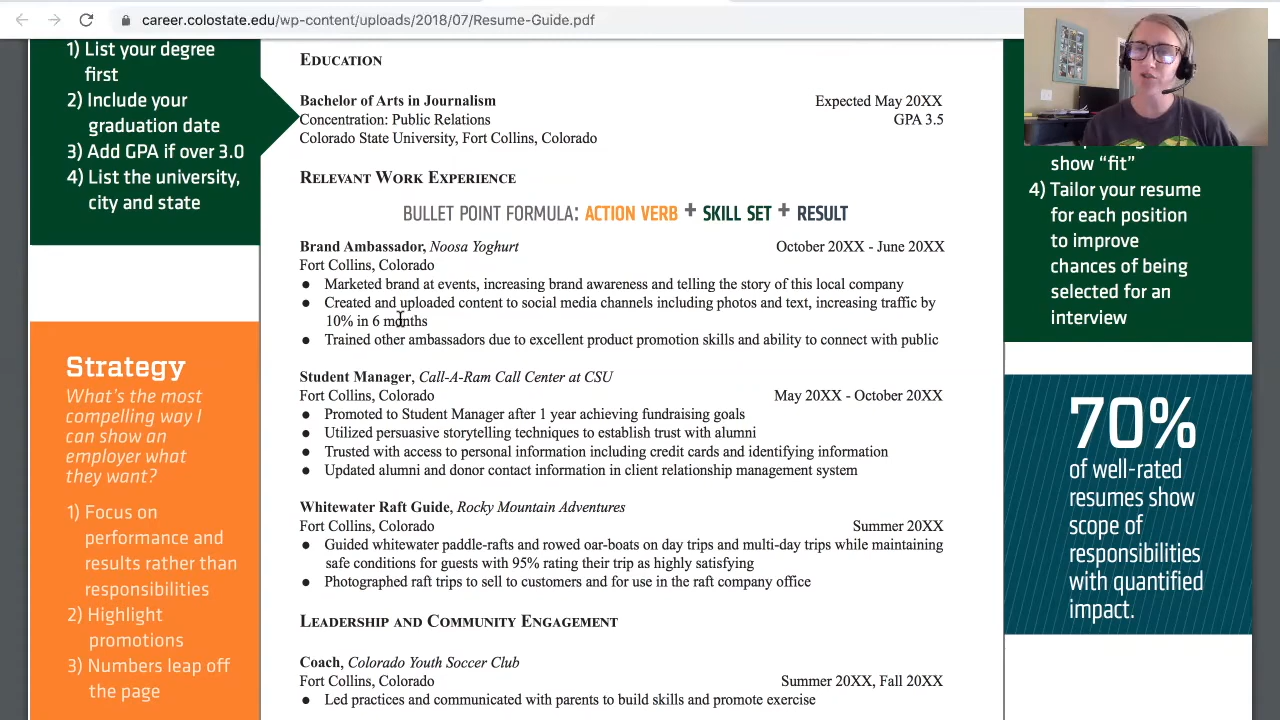 career.colostate.edu/wp-content/uploads/2018/07/Resume-Guide.pdf
1) List your degree
first
2) Include your
graduation date
3) Add GPA if over 3.0
4) List the university,
city and state
Strategy
What's the most
compelling way I
can show an
employer what
they want?
1) Focus on
performance and
results rather than
responsibilities
2) Highlight
promotions
3) Numbers leap off
the page
EDUCATION
Bachelor of Arts in Journalism Expected May 20XX
Concentration: Public Relations GPA 3.5
Colorado State University, Fort Collins, Colorado
RELEVANT WORK EXPERIENCE
BULLET POINT FORMULA: ACTION VERB + SKILL SET + RESULT
Brand Ambassador, Noosa Yoghurt October 20XX - June 20XX
Fort Collins, Colorado
● Marketed brand at events, increasing brand awareness and telling the story of this local company
● Created and uploaded content to social media channels including photos and text, increasing traffic by
10% in 6 months
● Trained other ambassadors due to excellent product promotion skills and ability to connect with public
Student Manager, Call-A-Ram Call Center at CSU
Fort Collins, Colorado May 20XX - October 20XX
● Promoted to Student Manager after 1 year achieving fundraising goals
● Utilized persuasive storytelling techniques to establish trust with alumni
● Trusted with access to personal information including credit cards and identifying information
● Updated alumni and donor contact information in client relationship management system
Whitewater Raft Guide, Rocky Mountain Adventures
Fort Collins, Colorado Summer 20XX
● Guided whitewater paddle-rafts and rowed oar-boats on day trips and multi-day trips while maintaining
safe conditions for guests with 95% rating their trip as highly satisfying
● Photographed raft trips to sell to customers and for use in the raft company office
LEADERSHIP AND COMMUNITY ENGAGEMENT
Coach, Colorado Youth Soccer Club
Fort Collins, Colorado Summer 20XX, Fall 20XX
● Led practices and communicated with parents to build skills and promote exercise
show “fit”
4) Tailor your resume
for each position
to improve
chances of being
selected for an
interview
70%
of well-rated
resumes show
scope of
responsibilities
with quantified
impact.